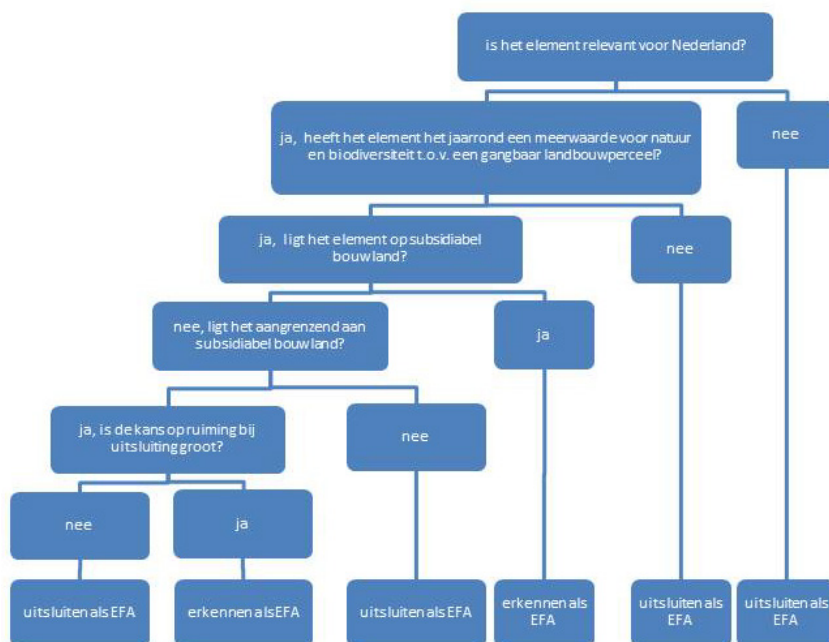 is het element relevant voor Nederland?
ja, heeft het element het jaarrond een meerwaarde voor natuur
en biodiversiteit t.o.v. een gangbaar landbouwperceel?
nee
ja, ligt het element op subsidiabel
bouwland?
nee
nee, ligt het aangrenzend aan
subsidiabel bouwland?
ja
ja, is de kans opruiming bij
uitsluiting groot?
nee
nee
ja
uitsluiten als EFA
erkennen als EFA
uitsluiten als EFA
erkennen als
EFA
uitsluiten als
EFA
uitsluiten als
EFA